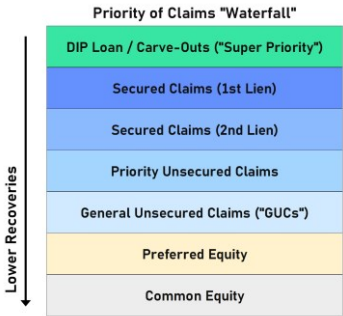 Priority of Claims "Waterfall"
DIP Loan / Carve-Outs ("Super Priority")
Secured Claims (1st Lien)
Secured Claims (2nd Lien)
Priority Unsecured Claims
General Unsecured Claims ("GUCs")
Preferred Equity
Common Equity
Lower Recoveries